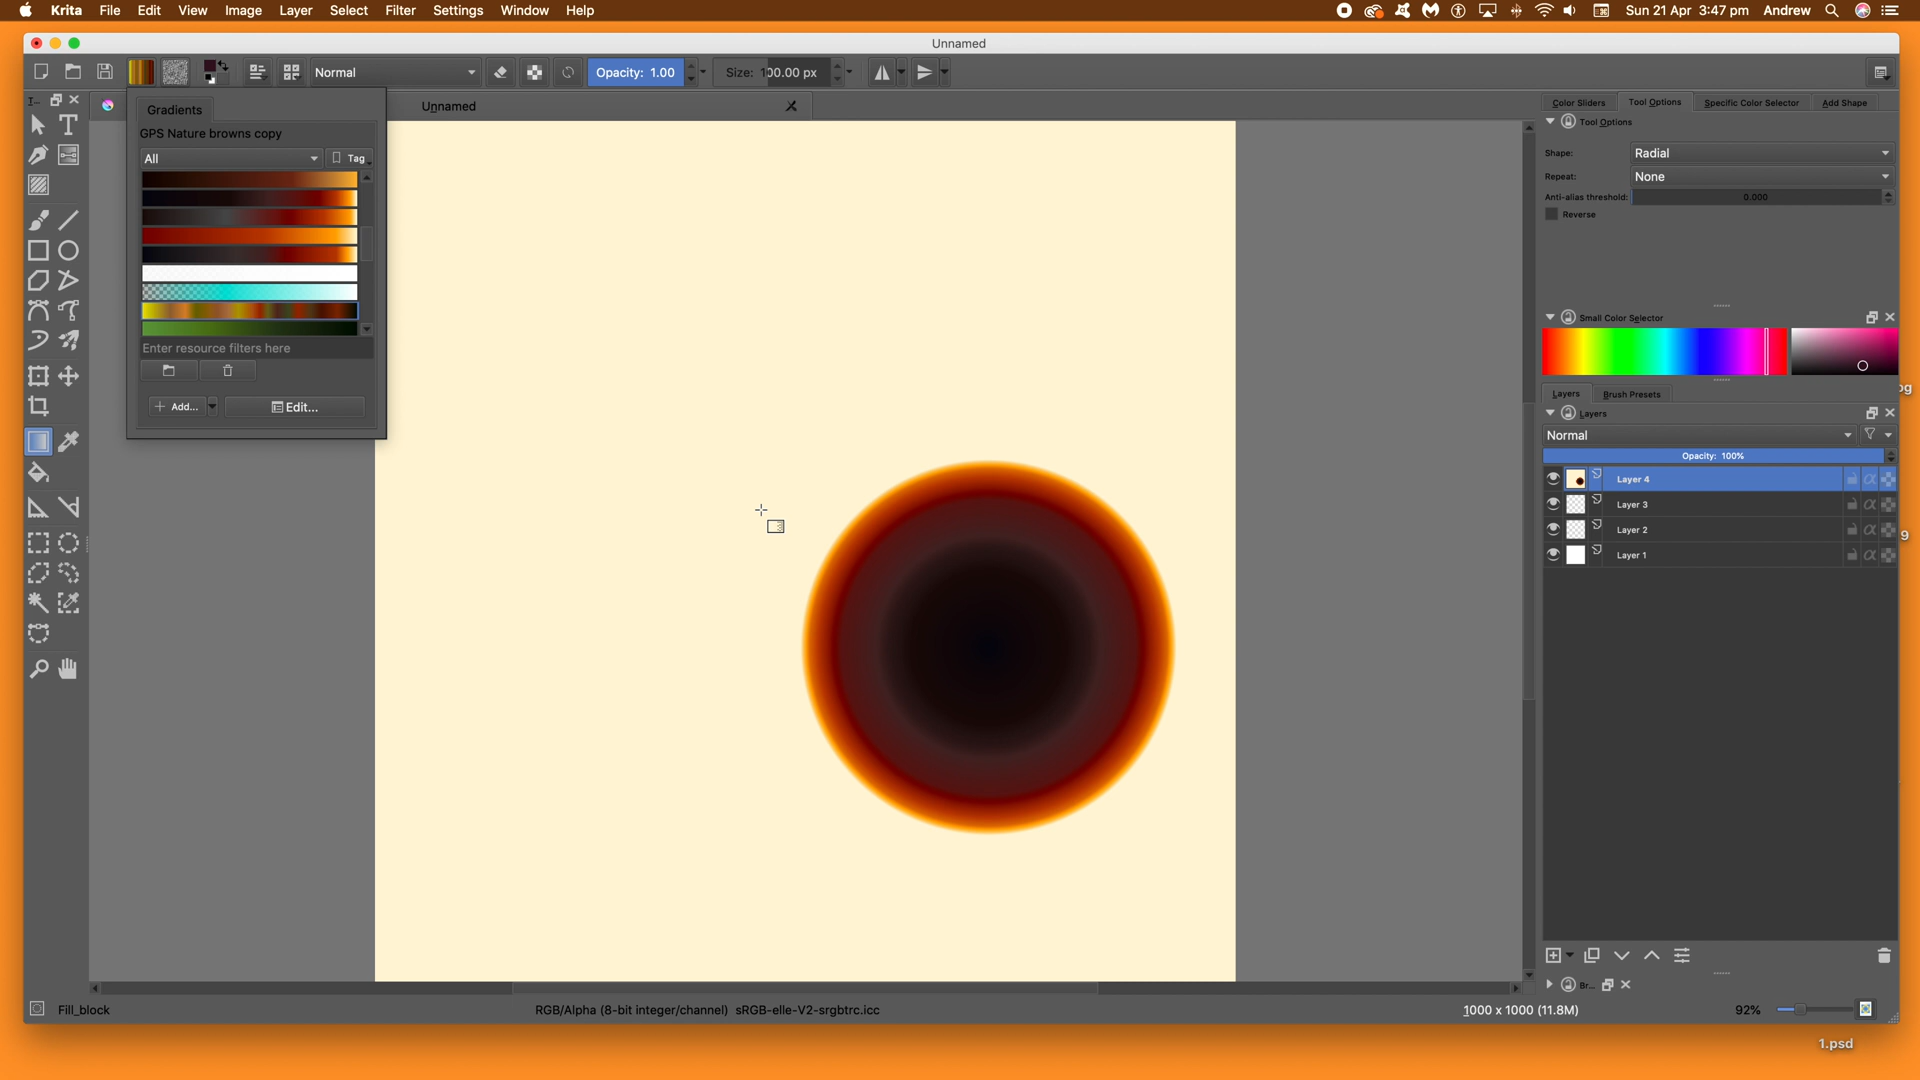 Krita File Edit View Image Layer Select Filter Settings Window Help Sun 21 Apr 3:47 pm Andrew
Unnamed
Normal Opacity: 1.00 Size: 100.00 px
T... Unnamed
Gradients
GPS Nature browns copy
All Tag
Enter resource filters here
Add... Edit...
Color Sliders Tool Options Specific Color Selector Add Shape
Tool Options
Shape: Radial
Repeat: None
Anti-alias threshold: 0.000
Reverse
Small Color Selector
Layers Brush Presets
Layers
Normal
Opacity: 100%
Layer 4
Layer 3
Layer 2
Layer 1
Br...
Fill_block RGB/Alpha (8-bit integer/channel) sRGB-elle-V2-srgbtrc.icc 1000 x 1000 (11.8M) 92%
og
9
1.psd